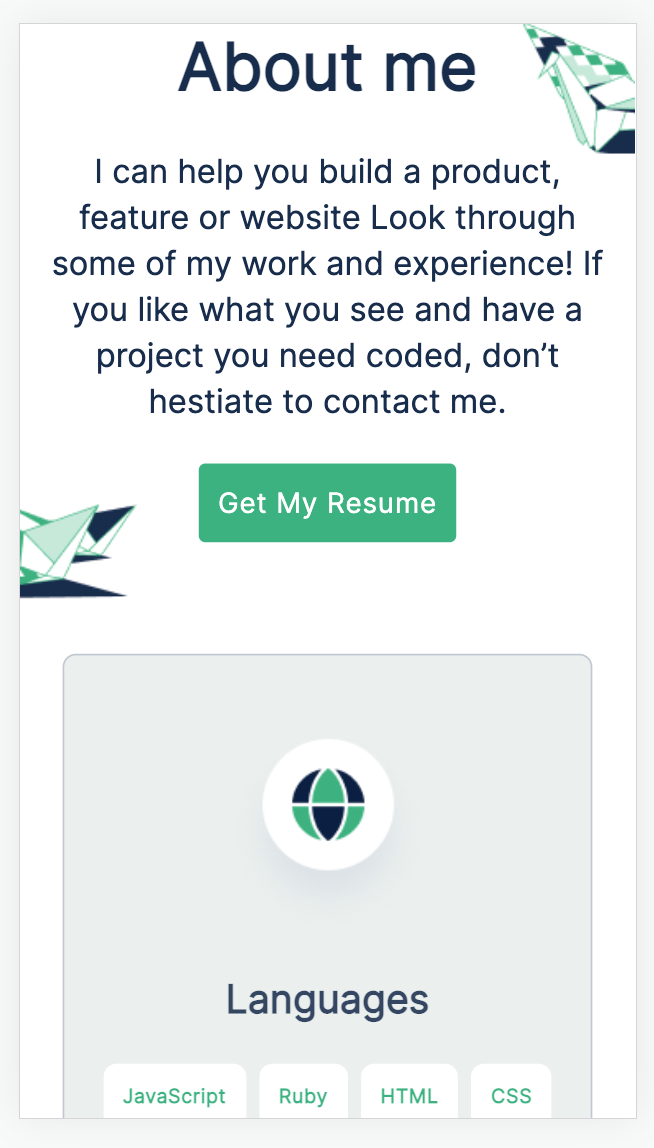 About me
I can help you build a product,
feature or website Look through
some of my work and experience! If
you like what you see and have a
project you need coded, don’t
hestiate to contact me.
Get My Resume
Languages
JavaScript Ruby HTML CSS